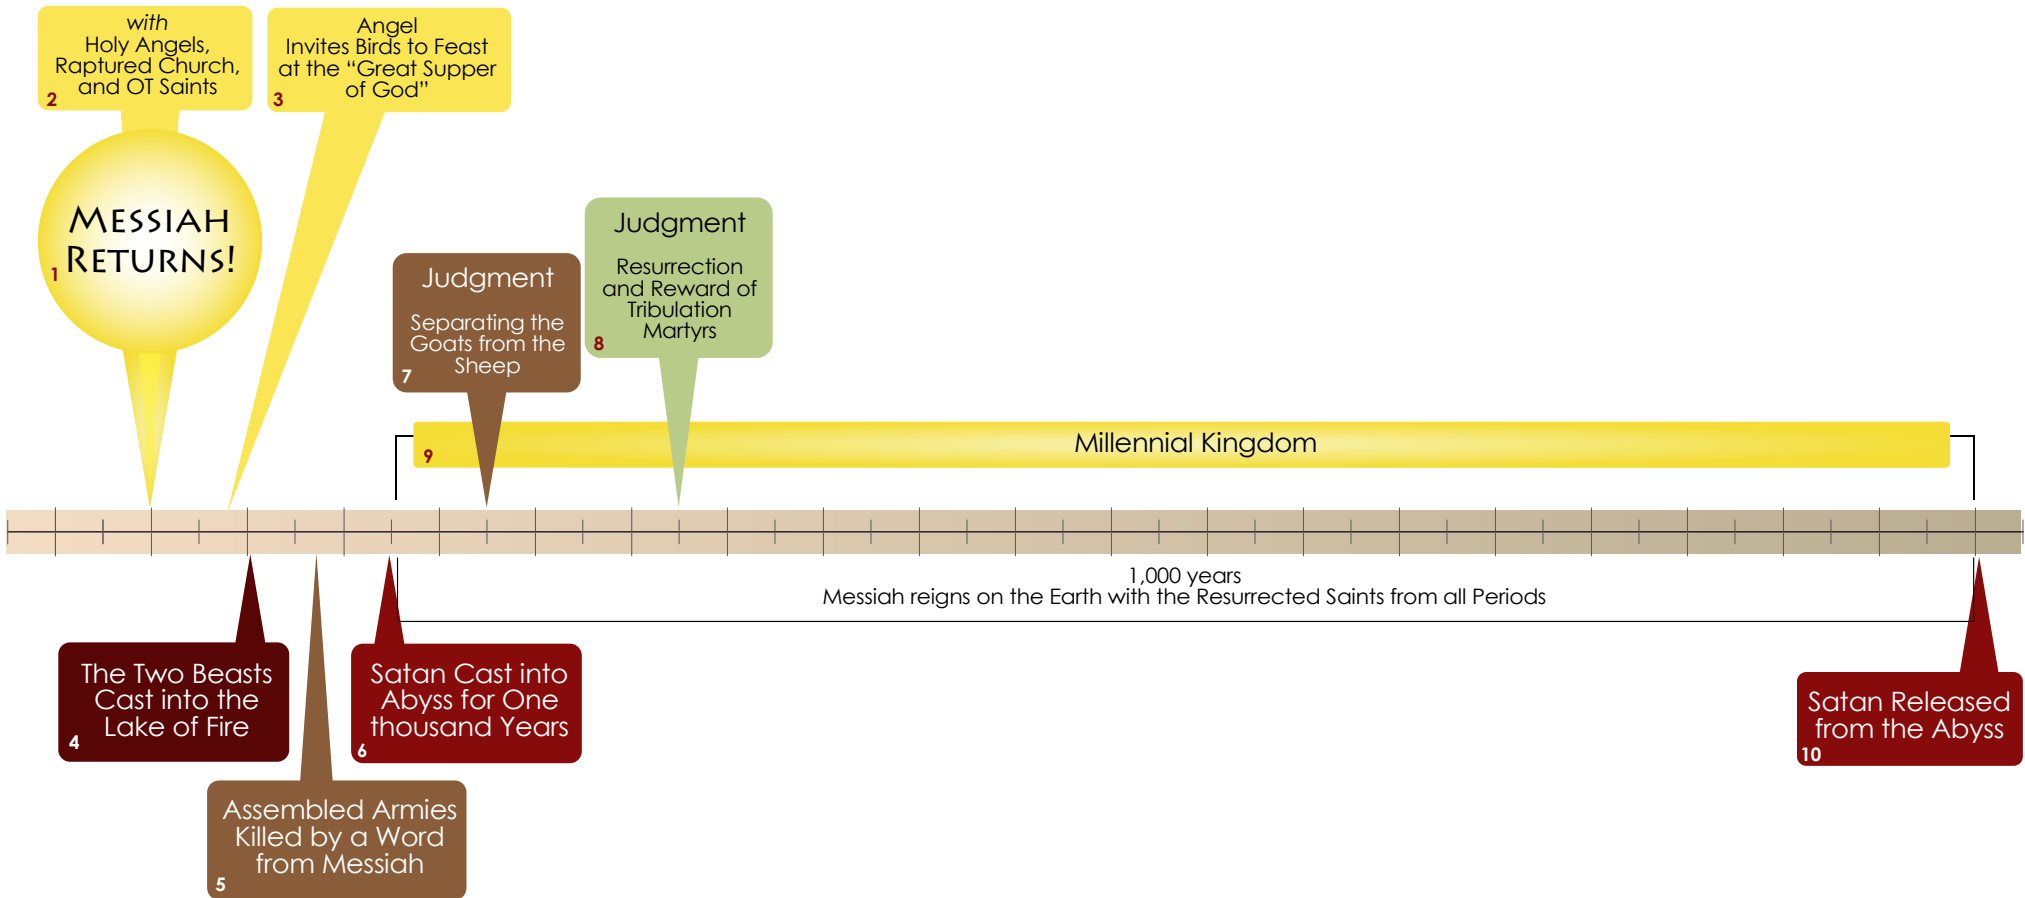 with
Holy Angels,
Raptured Church,
and OT Saints
2
Angel
Invites Birds to Feast
at the “Great Supper
of God”
3
MESSIAH
RETURNS!
1
Judgment
Separating the
Goats from the
Sheep
7
Judgment
Resurrection
and Reward of
Tribulation
Martyrs
8
9
Millennial Kingdom
1,000 years
Messiah reigns on the Earth with the Resurrected Saints from all Periods
The Two Beasts
Cast into the
Lake of Fire
4
Assembled Armies
Killed by a Word
from Messiah
5
Satan Cast into
Abyss for One
thousand Years
6
Satan Released
from the Abyss
10